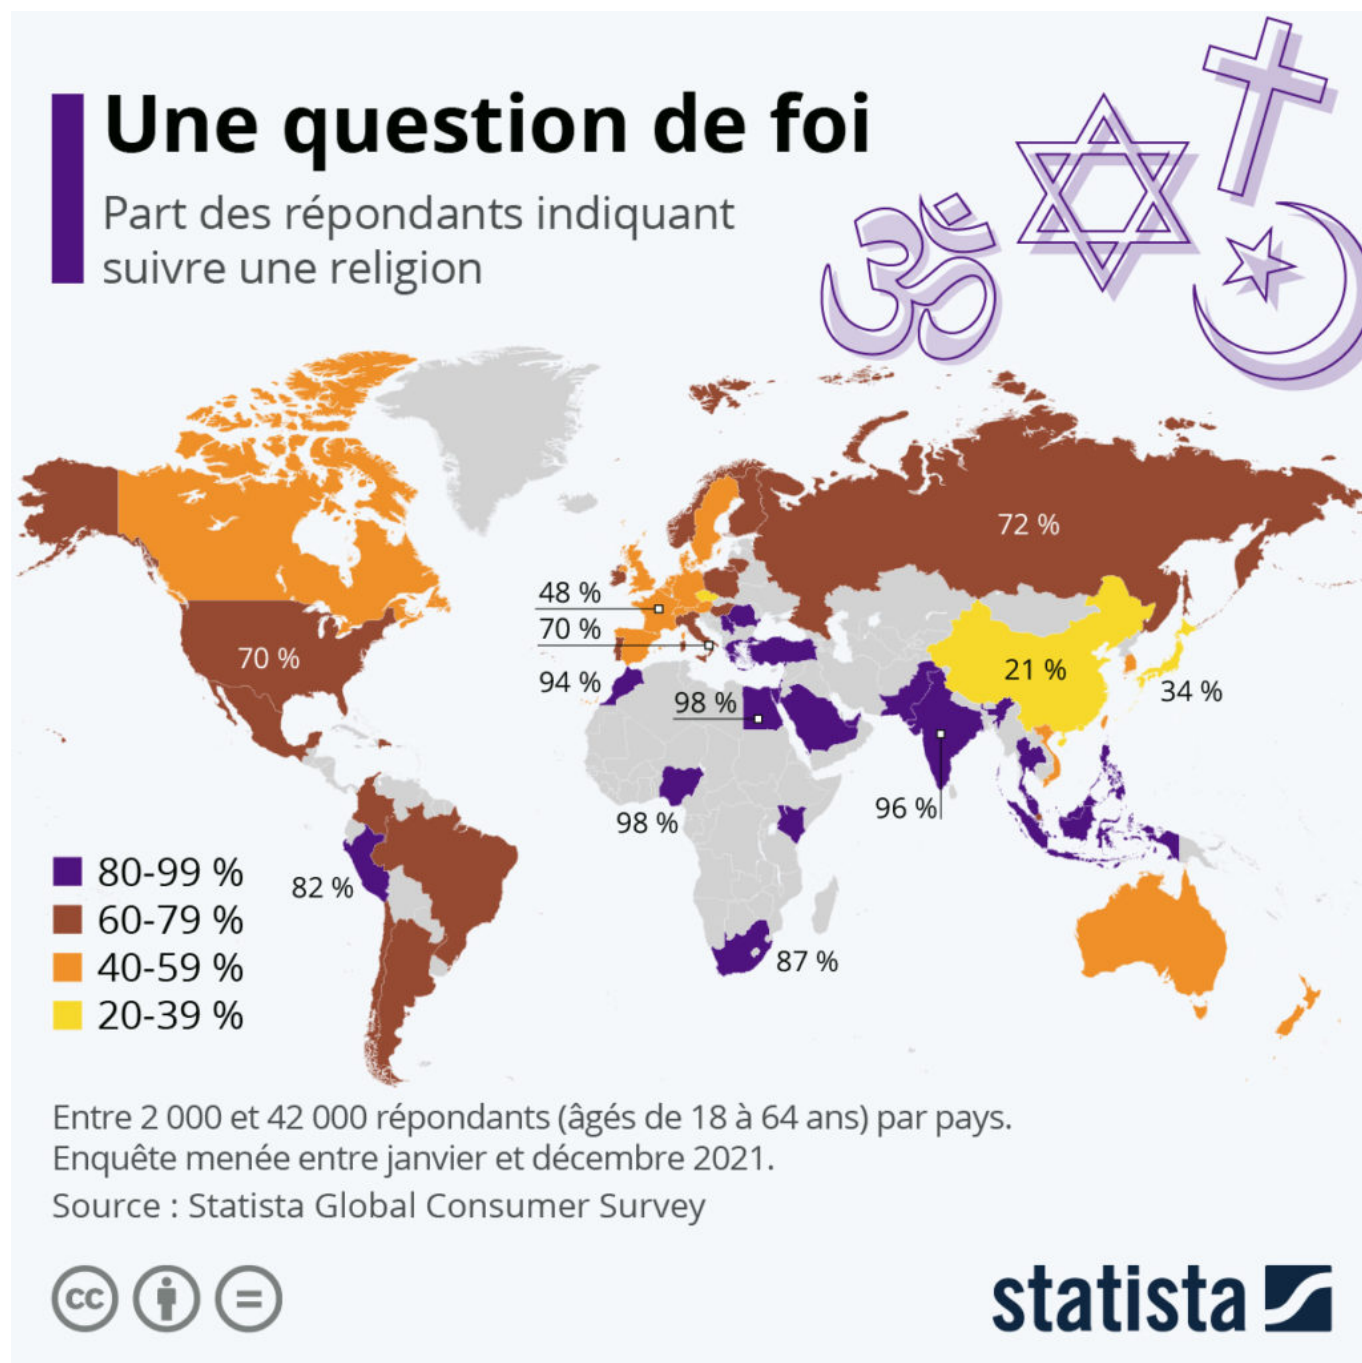 Une question de foi
Part des répondants indiquant
suivre une religion
72 %
48 %
70 %
70 %
94 %
98 %
21 %
34 %
98 %
96 %
82 %
87 %
80-99 %
60-79 %
40-59 %
20-39 %
Entre 2 000 et 42 000 répondants (âgés de 18 à 64 ans) par pays.
Enquête menée entre janvier et décembre 2021.
Source : Statista Global Consumer Survey
cc
statista